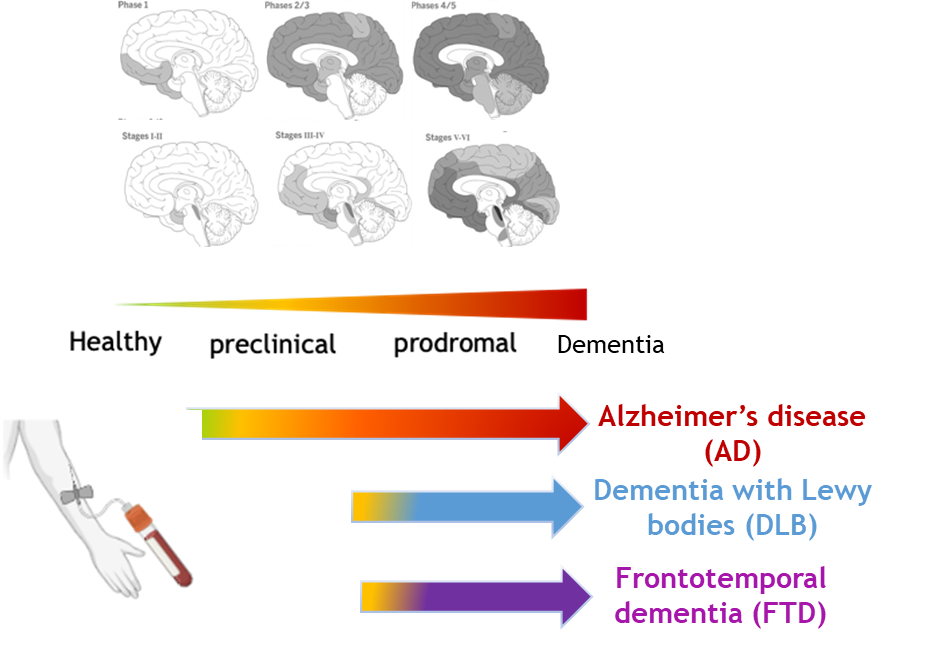 Phase 1
Phases 2/3
Phases 4/5
Stages I-II
Stages III-IV
Stages V-VI
Healthy
preclinical
prodromal
Dementia
Alzheimer’s disease
(AD)
Dementia with Lewy
bodies (DLB)
Frontotemporal
dementia (FTD)